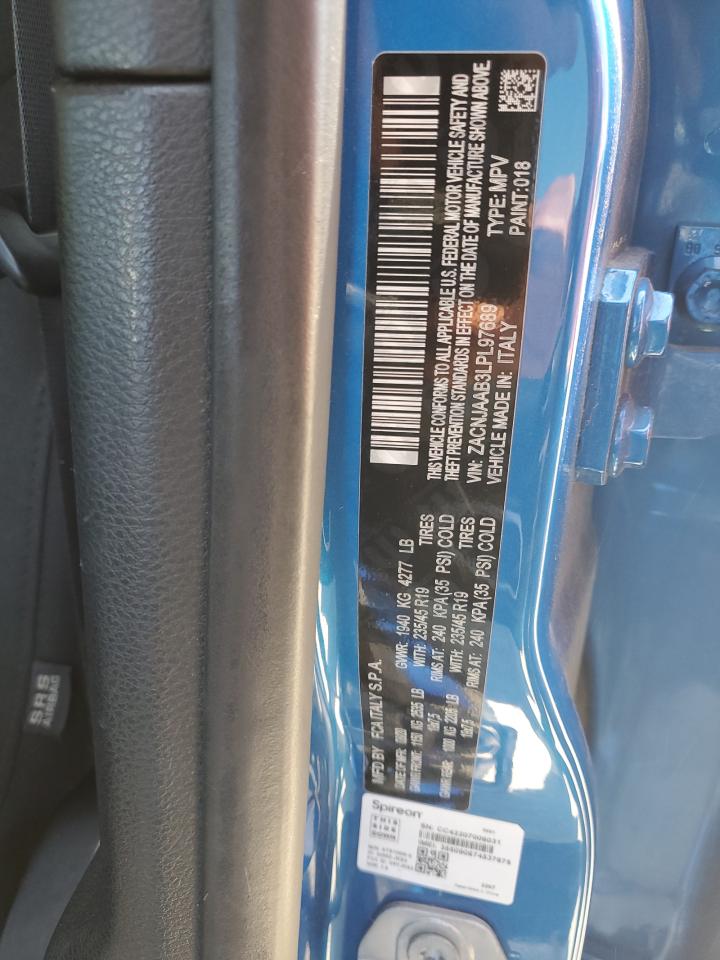 MFD BY FCA ITALY S.P.A.
GVWR: 1940 KG 4277 LB
WITH: 235/45 R19 TIRES
RIMS AT: 240 KPA(35 PSI) COLD
WITH: 235/45 R19 TIRES
RIMS AT: 240 KPA(35 PSI) COLD
THIS VEHICLE CONFORMS TO ALL APPLICABLE U.S. FEDERAL MOTOR VEHICLE SAFETY AND
THEFT PREVENTION STANDARDS IN EFFECT ON THE DATE OF MANUFACTURE SHOWN ABOVE.
VIN: ZACNJAAB3LPL97689 TYPE: MPV
VEHICLE MADE IN: ITALY PAINT: 018
SRS
AIRBAG
Spireon
THIS
SIDE
DOWN